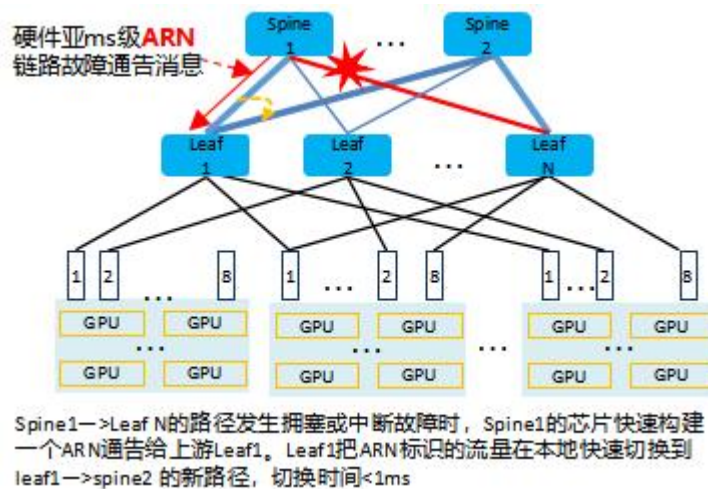 硬件亚ms级ARN
链路故障通告消息
Spine
1
...
Spine
2
Leaf
1
Leaf
2
...
Leaf
N
1
2
...
8
1
...
2
8
1
...
2
8
GPU
GPU
...
GPU
GPU
GPU
GPU
...
GPU
GPU
...
GPU
GPU
...
GPU
GPU
Spine1—>Leaf N的路径发生拥塞或中断故障时，Spine1的芯片快速构建
一个ARN通告给上游Leaf1。Leaf1把ARN标识的流量在本地快速切换到
leaf1—>spine2 的新路径，切换时间<1ms